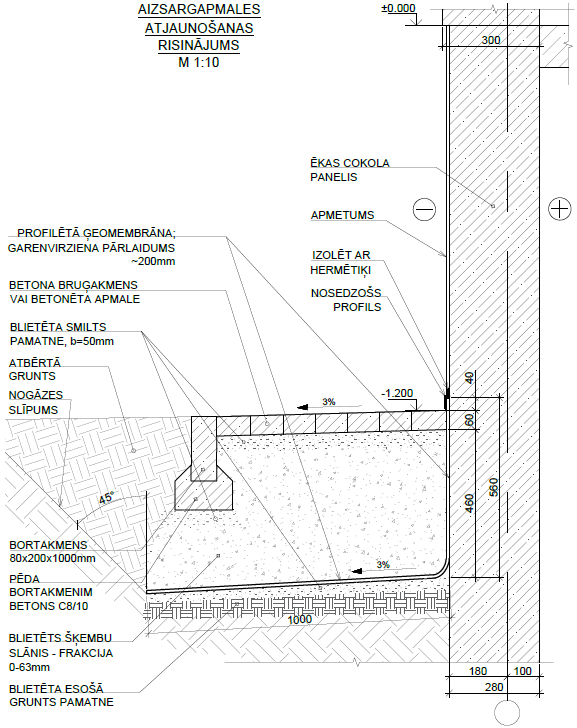 AIZSARGAPMALES
ATJAUNOŠANAS
RISINĀJUMS
M 1:10
±0.000
300
ĒKAS COKOLA
PANELIS
APMETUMS
IZOLĒT AR
HERMĒTIĶI
NOSEDZOŠS
PROFILS
PROFILĒTĀ ĢEOMEMBRĀNA;
GARENVIRZIENA PĀRLAIDUMS
~200mm
BETONA BRUĢAKMENS
VAI BETONĒTA APMALE
BLIETĒTA SMILTS
PAMATNE, b=50mm
ATBĒRTĀ
GRUNTS
NOGĀZES
SLĪPUMS
3%
-1.200
40
60
560
460
45°
3%
BORTAKMENS
80x200x1000mm
PĒDA
BORTAKMENIM
BETONS C8/10
BLIETĒTS ŠĶEMBU
SLĀNIS - FRAKCIJA
0-63mm
BLIETĒTA ESOŠĀ
GRUNTS PAMATNE
1000
180
100
280